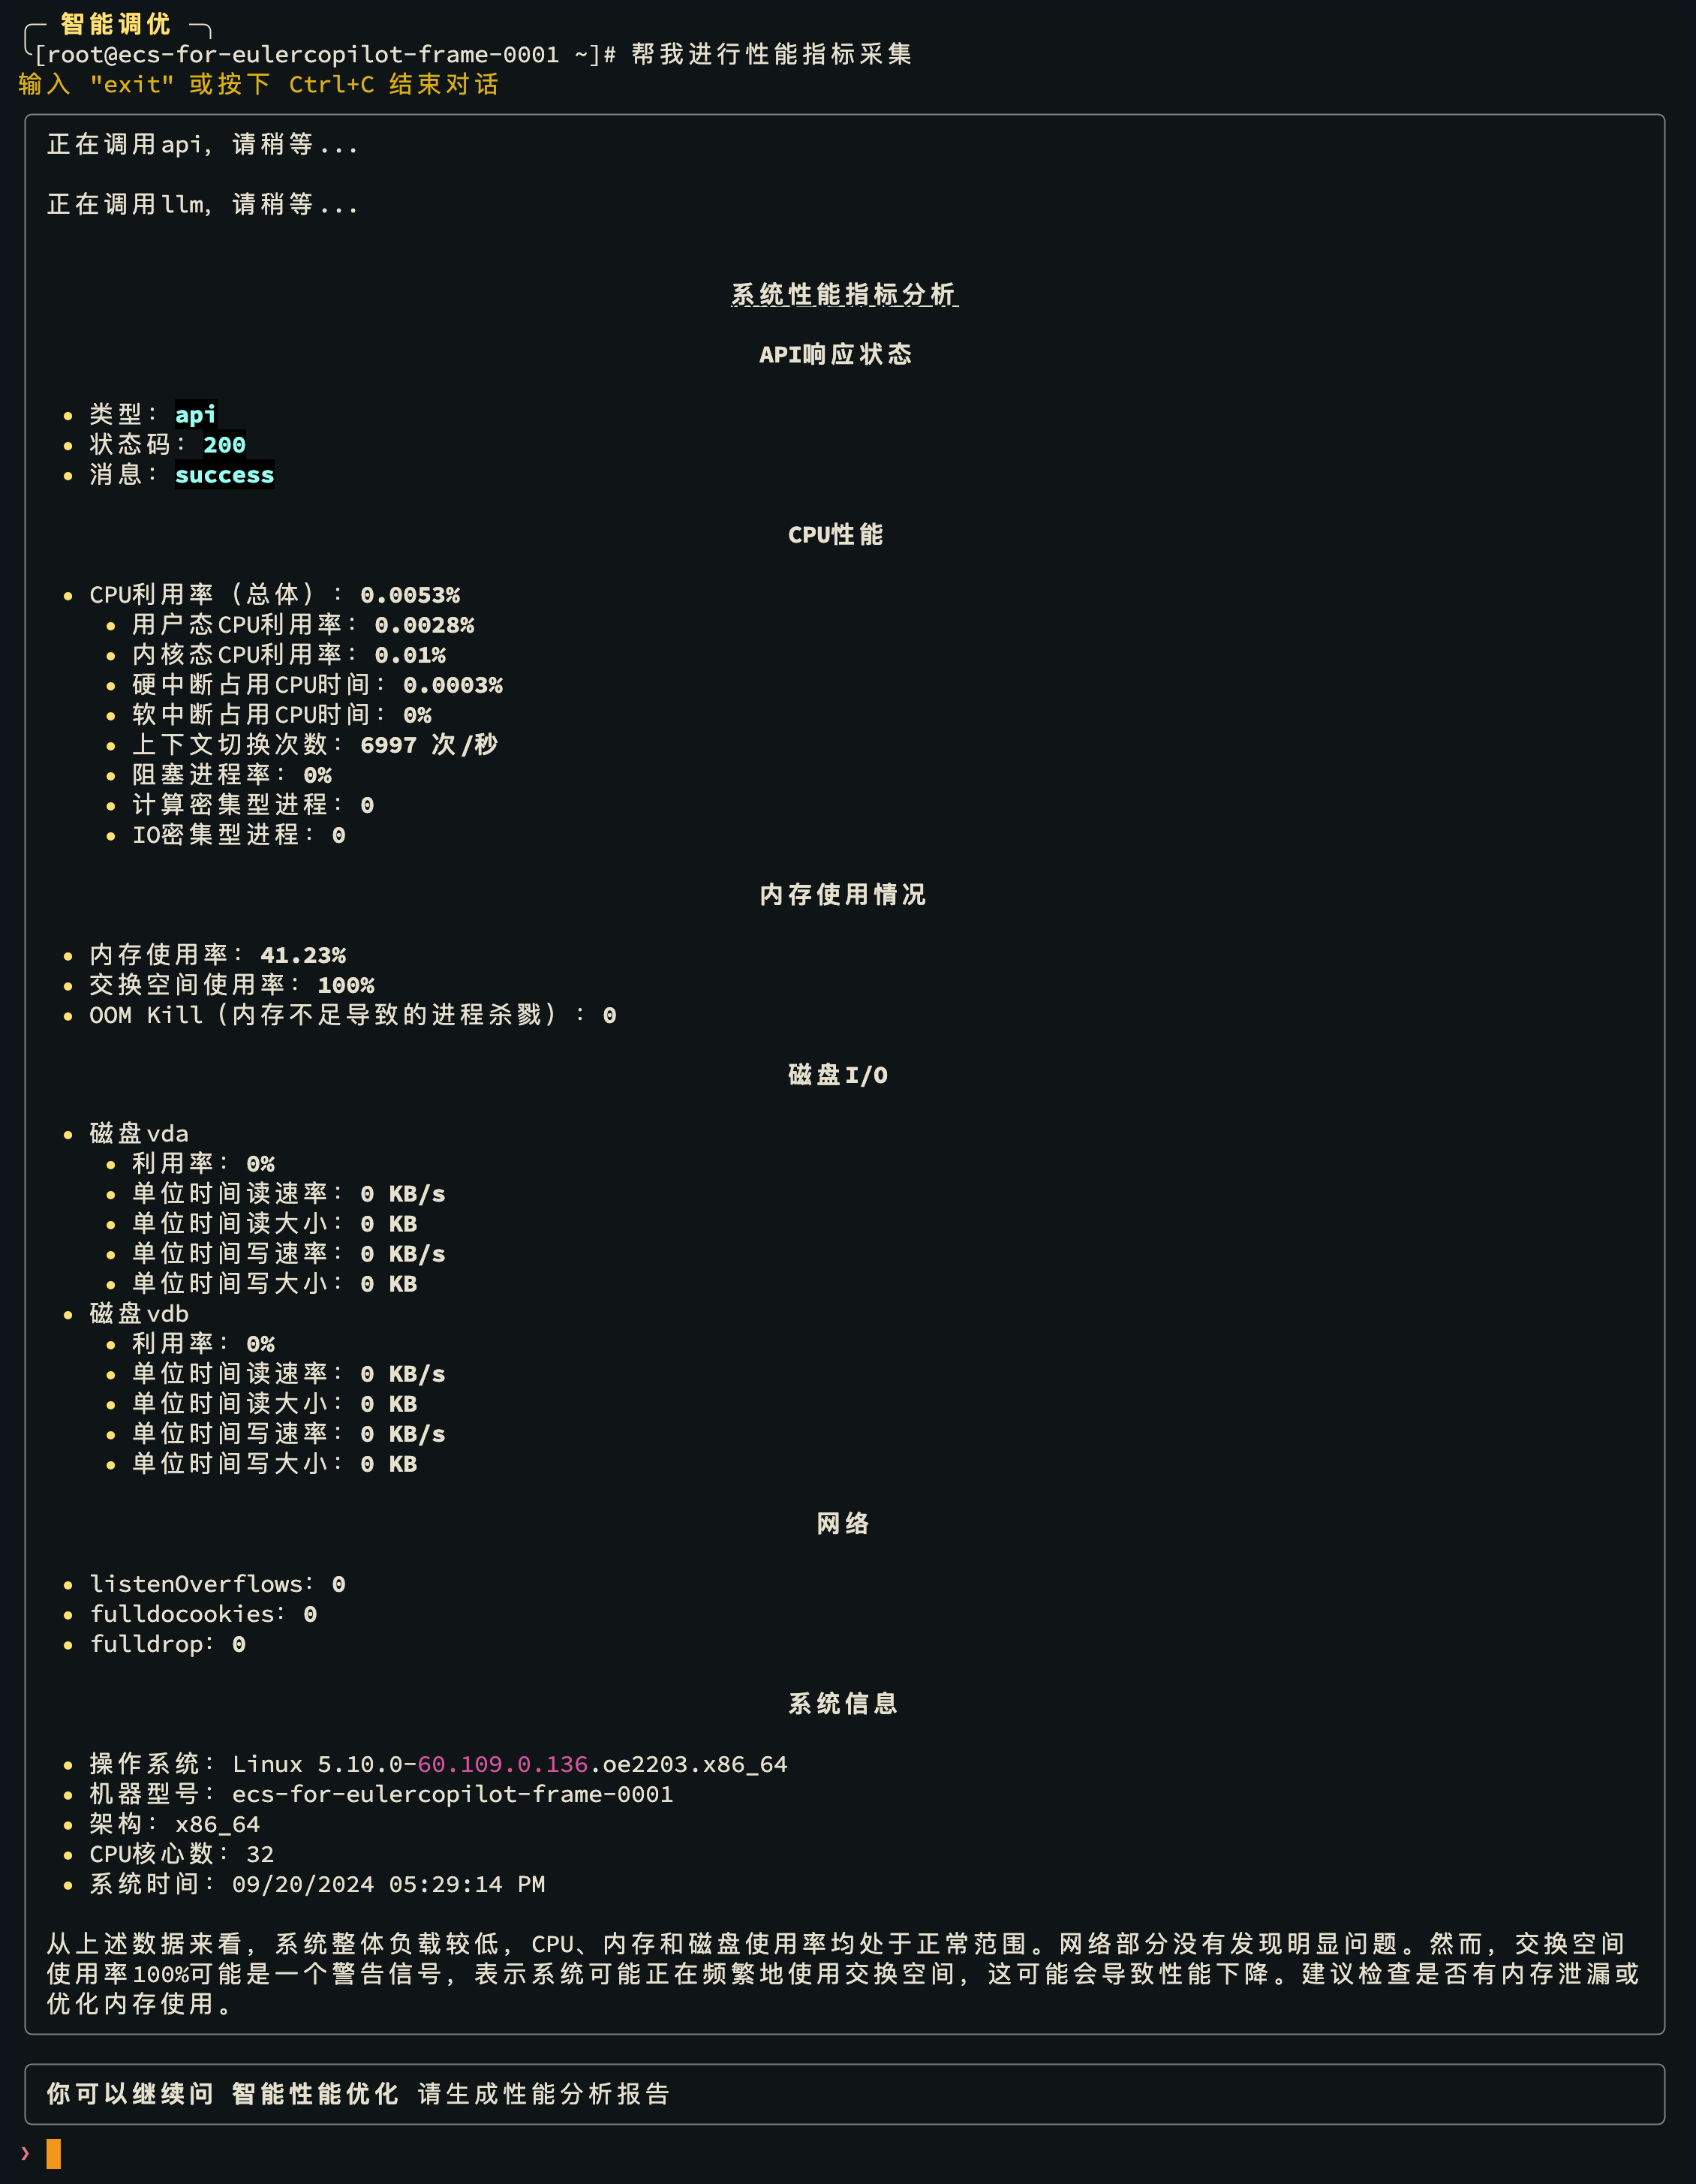 智能调优
[root@ecs-for-eulercopilot-frame-0001 ~]# 帮我进行性能指标采集
输入 "exit" 或按下 Ctrl+C 结束对话
正在调用api，请稍等...
正在调用llm，请稍等...
系统性能指标分析
API响应状态
• 类型：api
• 状态码：200
• 消息：success
CPU性能
• CPU利用率（总体）：0.0053%
• 用户态CPU利用率：0.0028%
• 内核态CPU利用率：0.01%
• 硬中断占用CPU时间：0.0003%
• 软中断占用CPU时间：0%
• 上下文切换次数：6997 次/秒
• 阻塞进程率：0%
• 计算密集型进程：0
• IO密集型进程：0
内存使用情况
• 内存使用率：41.23%
• 交换空间使用率：100%
• OOM Kill（内存不足导致的进程杀戮）：0
磁盘I/O
• 磁盘vda
• 利用率：0%
• 单位时间读速率：0 KB/s
• 单位时间读大小：0 KB
• 单位时间写速率：0 KB/s
• 单位时间写大小：0 KB
• 磁盘vdb
• 利用率：0%
• 单位时间读速率：0 KB/s
• 单位时间读大小：0 KB
• 单位时间写速率：0 KB/s
• 单位时间写大小：0 KB
网络
• listenOverflows：0
• fulldocookies：0
• fulldrop：0
系统信息
• 操作系统：Linux 5.10.0-60.109.0.136.oe2203.x86_64
• 机器型号：ecs-for-eulercopilot-frame-0001
• 架构：x86_64
• CPU核心数：32
• 系统时间：09/20/2024 05:29:14 PM
从上述数据来看，系统整体负载较低，CPU、内存和磁盘使用率均处于正常范围。网络部分没有发现明显问题。然而，交换空间
使用率100%可能是一个警告信号，表示系统可能正在频繁地使用交换空间，这可能会导致性能下降。建议检查是否有内存泄漏或
优化内存使用。
你可以继续问 智能性能优化 请生成性能分析报告
❯